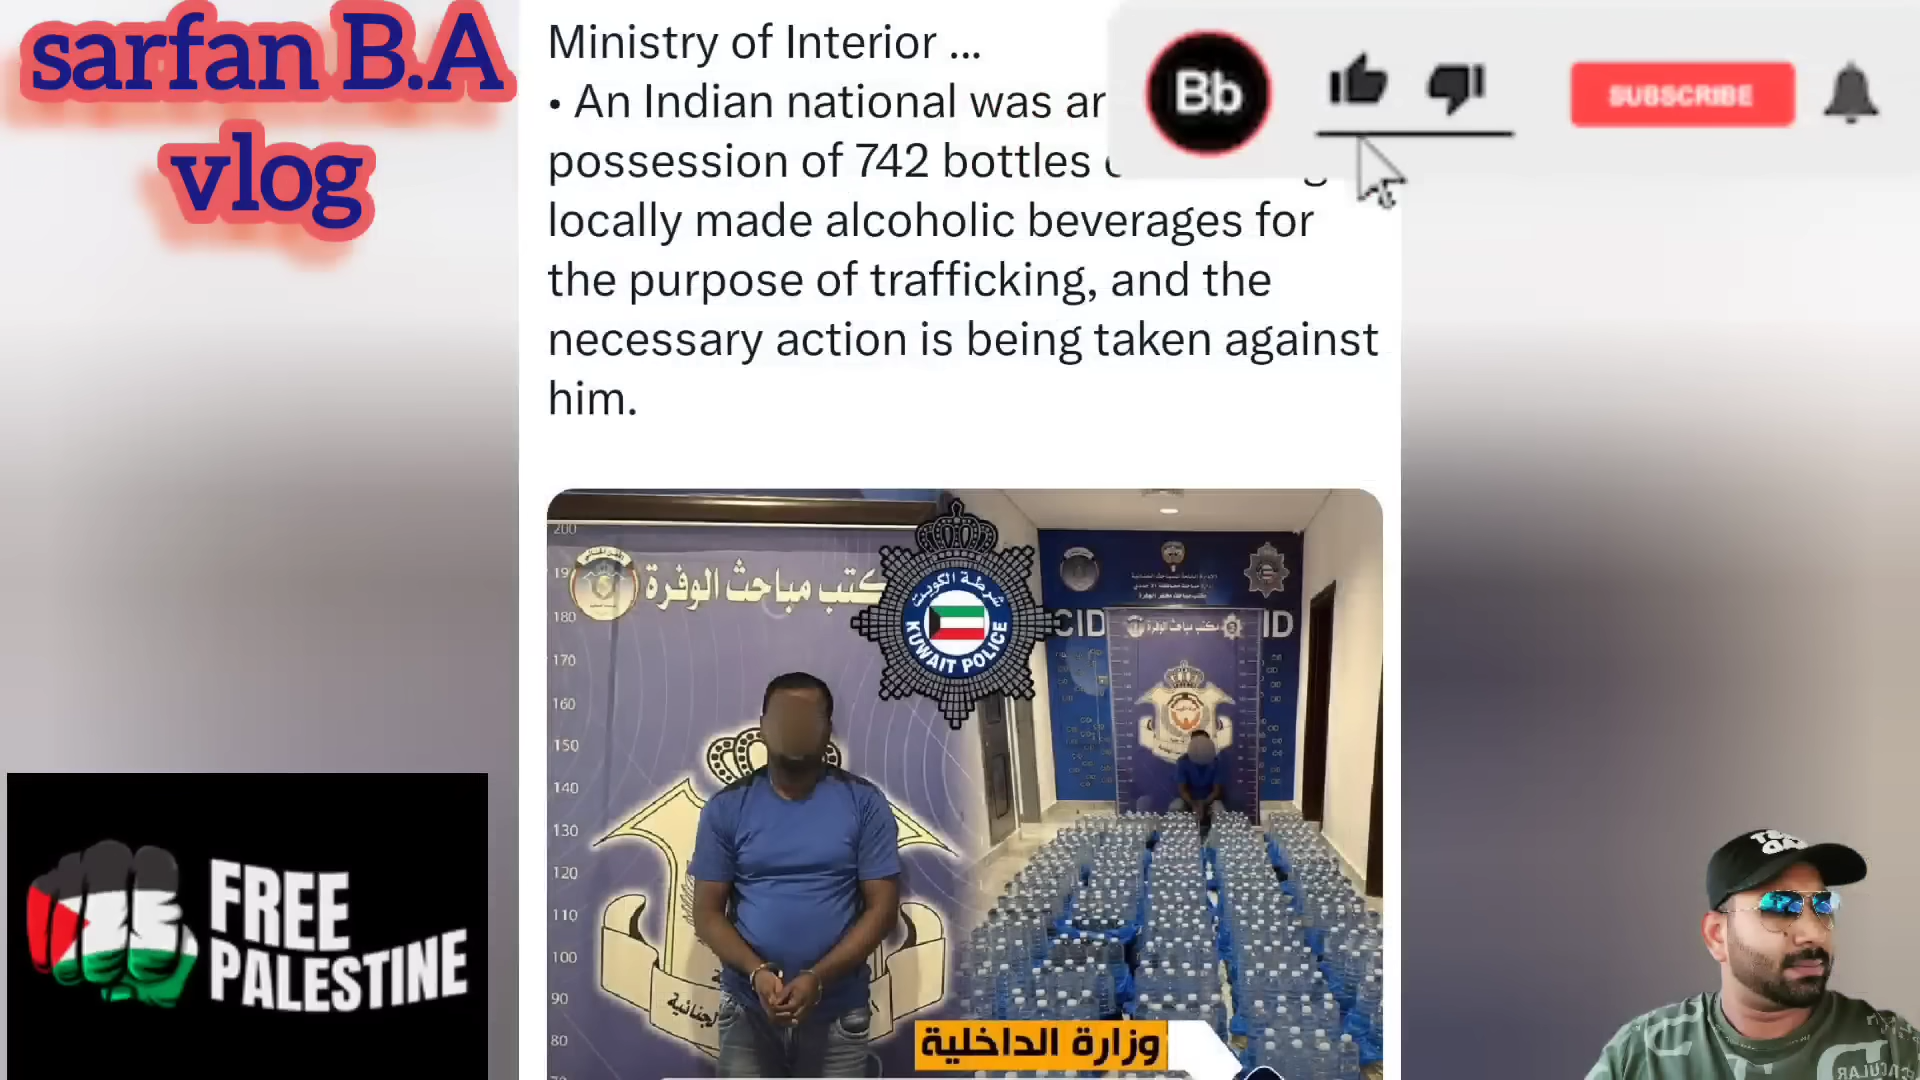 sarfan B.A
vlog
Ministry of Interior ...
• An Indian national was ar
possession of 742 bottles
locally made alcoholic beverages for
the purpose of trafficking, and the
necessary action is being taken against
him.
Bb
SUBSCRIBE
200
180
170
160
150
140
130
120
110
100
90
80
كتب مباحث الوفرة
شرطة الكويت
KUWAIT POLICE
CID
ID
مكتب مباحث الوفرة
وزارة الداخلية
FREE
PALESTINE